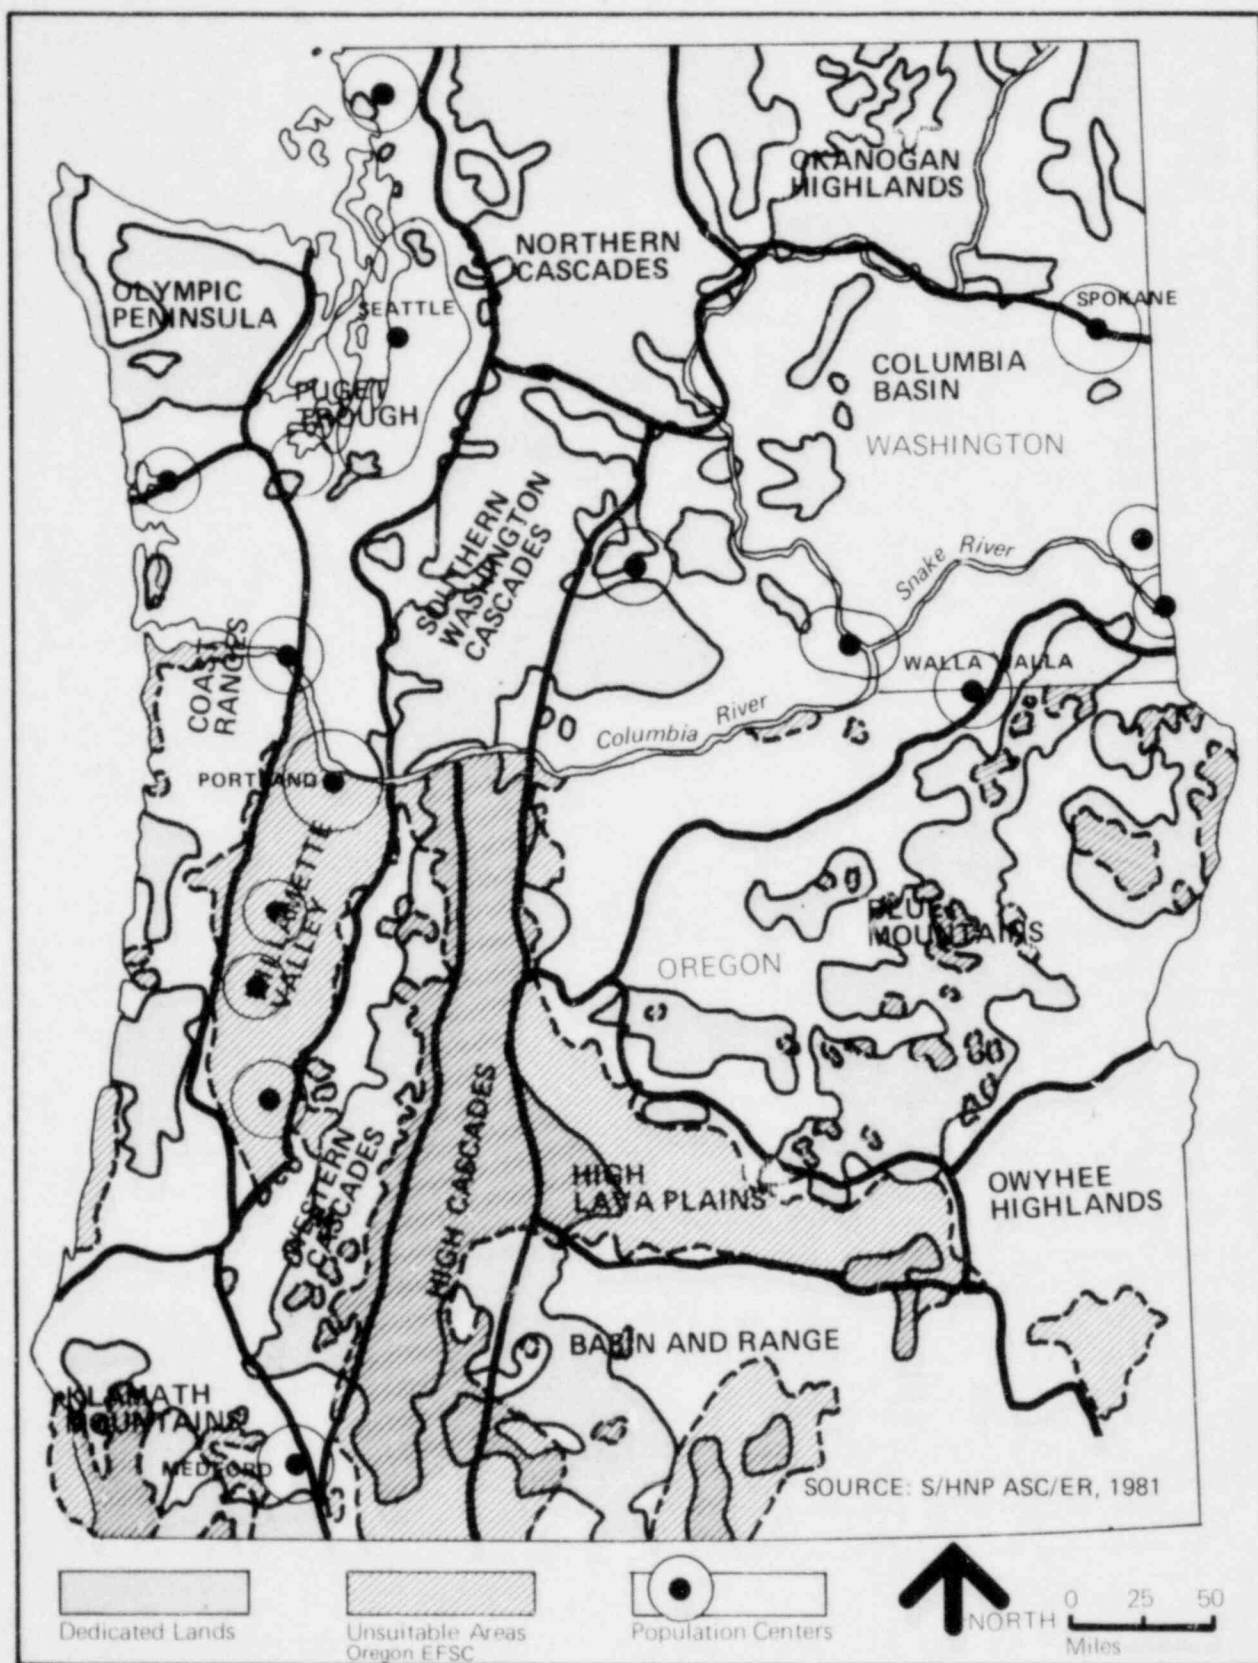 OKANOGAN
HIGHLANDS
NORTHERN
CASCADES
OLYMPIC
PENINSULA
SEATTLE
SPOKANE
PUGET
TROUGH
COLUMBIA
BASIN
WASHINGTON
SOUTHERN
WASHINGTON
CASCADES
Snake River
COAST
RANGES
WALLA WALLA
Columbia River
PORTLAND
WILLAMETTE
VALLEY
BLUE
MOUNTAINS
OREGON
WESTERN
CASCADES
HIGH CASCADES
HIGH
LAVA PLAINS
OWYHEE
HIGHLANDS
BASIN AND RANGE
KLAMATH
MOUNTAINS
MEDFORD
SOURCE: S/HNP ASC/ER, 1981
Dedicated Lands
Unsuitable Areas
Oregon EFSC
Population Centers
NORTH
0 25 50
Miles